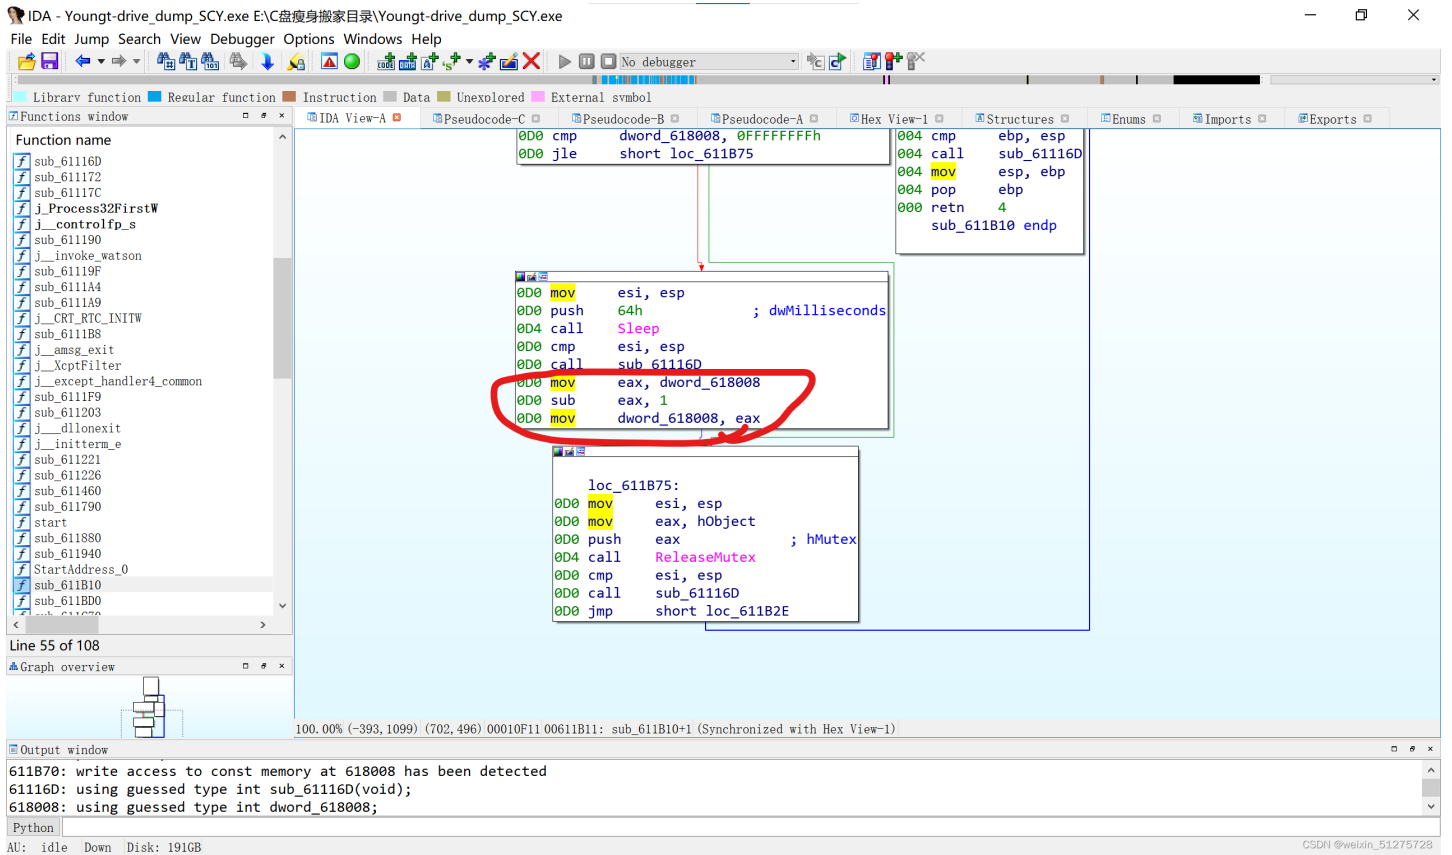 IDA - Youngt-drive_dump_SCY.exe E:\C盘瘦身搬家目录\Youngt-drive_dump_SCY.exe
File Edit Jump Search View Debugger Options Windows Help
No debugger
Library function Regular function Instruction Data Unexplored External symbol
Functions window
IDA View-A Pseudocode-C Pseudocode-B Pseudocode-A Hex View-1 Structures Enums Imports Exports
Function name
sub_61116D
sub_611172
sub_61117C
j_Process32FirstW
j__controlfp_s
sub_611190
j__invoke_watson
sub_61119F
sub_6111A4
sub_6111A9
j__CRT_RTC_INITW
sub_6111B8
j__amsg_exit
j__XcptFilter
j__except_handler4_common
sub_6111F9
sub_611203
j___dllonexit
j__initterm_e
sub_611221
sub_611226
sub_611460
sub_611790
start
sub_611880
sub_611940
StartAddress_0
sub_611B10
sub_611BD0
Line 55 of 108
Graph overview
0D0 cmp dword_618008, 0FFFFFFFFh
0D0 jle short loc_611B75
004 cmp ebp, esp
004 call sub_61116D
004 mov esp, ebp
004 pop ebp
000 retn 4
sub_611B10 endp
0D0 mov esi, esp
0D0 push 64h ; dwMilliseconds
0D4 call Sleep
0D0 cmp esi, esp
0D0 call sub_61116D
0D0 mov eax, dword_618008
0D0 sub eax, 1
0D0 mov dword_618008, eax
loc_611B75:
0D0 mov esi, esp
0D0 mov eax, hObject
0D0 push eax ; hMutex
0D4 call ReleaseMutex
0D0 cmp esi, esp
0D0 call sub_61116D
0D0 jmp short loc_611B2E
100.00% (-393,1099) (702,496) 00010F11 00611B11: sub_611B10+1 (Synchronized with Hex View-1)
Output window
611B70: write access to const memory at 618008 has been detected
61116D: using guessed type int sub_61116D(void);
618008: using guessed type int dword_618008;
Python
AU: idle Down Disk: 191GB
CSDN @weixin_51275728